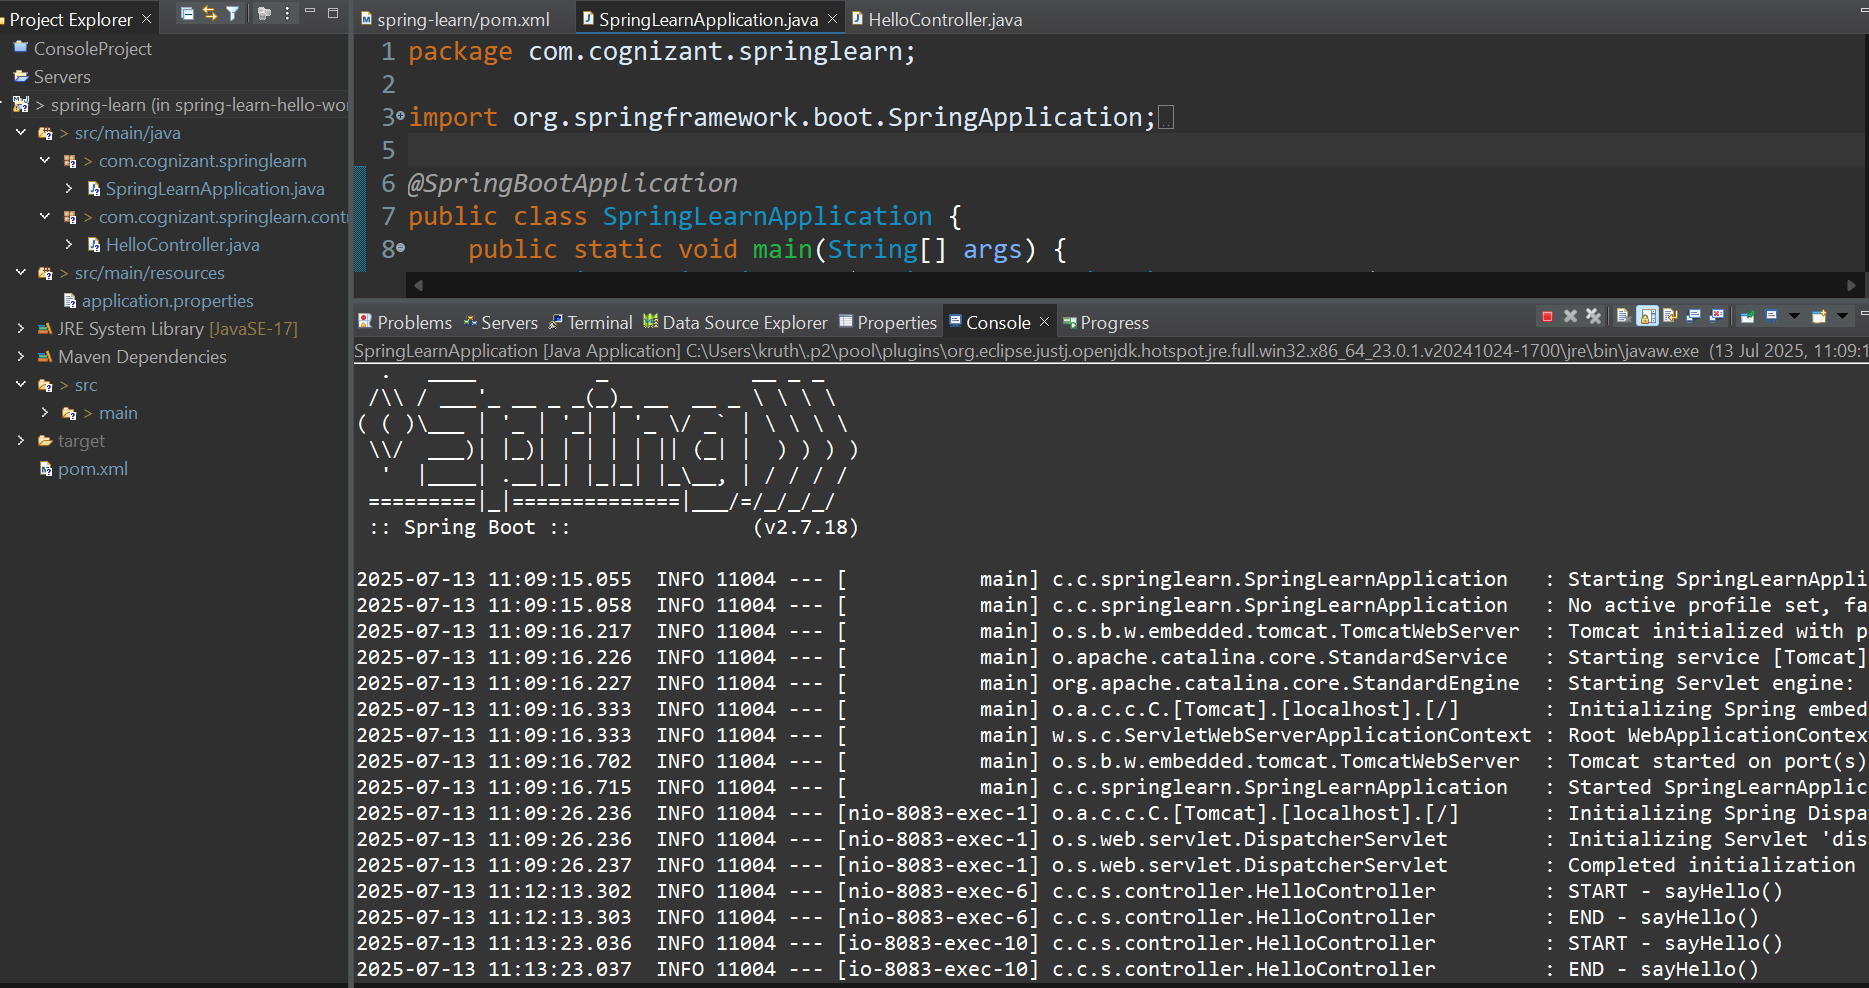 Project Explorer
ConsoleProject
Servers
> spring-learn (in spring-learn-hello-wo
> src/main/java
> com.cognizant.springlearn
SpringLearnApplication.java
> com.cognizant.springlearn.cont
HelloController.java
> src/main/resources
application.properties
JRE System Library [JavaSE-17]
Maven Dependencies
> src
> main
target
pom.xml
spring-learn/pom.xml SpringLearnApplication.java HelloController.java
1 package com.cognizant.springlearn;
2
3 import org.springframework.boot.SpringApplication;
5
6 @SpringBootApplication
7 public class SpringLearnApplication {
8 public static void main(String[] args) {
Problems Servers Terminal Data Source Explorer Properties Console Progress
SpringLearnApplication [Java Application] C:\Users\kruth\.p2\pool\plugins\org.eclipse.justj.openjdk.hotspot.jre.full.win32.x86_64_23.0.1.v20241024-1700\jre\bin\javaw.exe (13 Jul 2025, 11:09:1
  .   ____          _            __ _ _
 /\\ / ___'_ __ _ _(_)_ __  __ _ \ \ \ \
( ( )\___ | '_ | '_| | '_ \/ _` | \ \ \ \
 \\/  ___)| |_)| | | | | || (_| |  ) ) ) )
  '  |____| .__|_| |_|_| |_\__, | / / / /
 =========|_|==============|___/=/_/_/_/
 :: Spring Boot ::                (v2.7.18)
2025-07-13 11:09:15.055  INFO 11004 --- [           main] c.c.springlearn.SpringLearnApplication   : Starting SpringLearnAppli
2025-07-13 11:09:15.058  INFO 11004 --- [           main] c.c.springlearn.SpringLearnApplication   : No active profile set, fa
2025-07-13 11:09:16.217  INFO 11004 --- [           main] o.s.b.w.embedded.tomcat.TomcatWebServer  : Tomcat initialized with p
2025-07-13 11:09:16.226  INFO 11004 --- [           main] o.apache.catalina.core.StandardService   : Starting service [Tomcat]
2025-07-13 11:09:16.227  INFO 11004 --- [           main] org.apache.catalina.core.StandardEngine  : Starting Servlet engine:
2025-07-13 11:09:16.333  INFO 11004 --- [           main] o.a.c.c.C.[Tomcat].[localhost].[/]       : Initializing Spring embed
2025-07-13 11:09:16.333  INFO 11004 --- [           main] w.s.c.ServletWebServerApplicationContext : Root WebApplicationContex
2025-07-13 11:09:16.702  INFO 11004 --- [           main] o.s.b.w.embedded.tomcat.TomcatWebServer  : Tomcat started on port(s)
2025-07-13 11:09:16.715  INFO 11004 --- [           main] c.c.springlearn.SpringLearnApplication   : Started SpringLearnApplic
2025-07-13 11:09:26.236  INFO 11004 --- [nio-8083-exec-1] o.a.c.c.C.[Tomcat].[localhost].[/]       : Initializing Spring Dispa
2025-07-13 11:09:26.236  INFO 11004 --- [nio-8083-exec-1] o.s.web.servlet.DispatcherServlet        : Initializing Servlet 'dis
2025-07-13 11:09:26.237  INFO 11004 --- [nio-8083-exec-1] o.s.web.servlet.DispatcherServlet        : Completed initialization
2025-07-13 11:12:13.302  INFO 11004 --- [nio-8083-exec-6] c.c.s.controller.HelloController         : START - sayHello()
2025-07-13 11:12:13.303  INFO 11004 --- [nio-8083-exec-6] c.c.s.controller.HelloController         : END - sayHello()
2025-07-13 11:13:23.036  INFO 11004 --- [io-8083-exec-10] c.c.s.controller.HelloController         : START - sayHello()
2025-07-13 11:13:23.037  INFO 11004 --- [io-8083-exec-10] c.c.s.controller.HelloController         : END - sayHello()